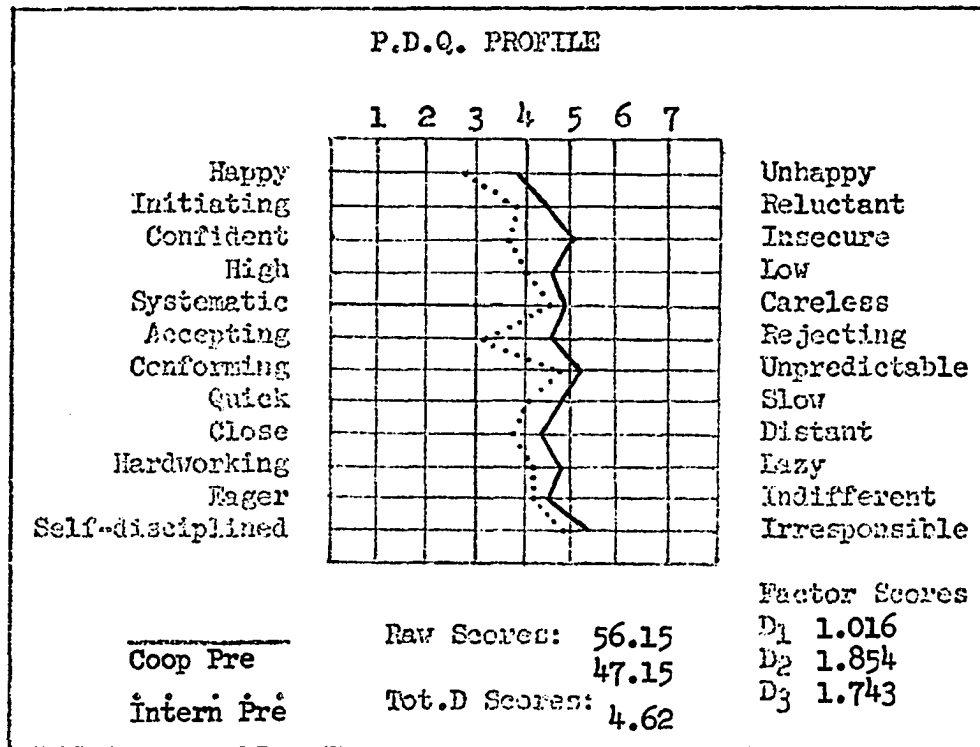 P.D.Q. PROFILE
1 2 3 4 5 6 7
Happy Unhappy
Initiating Reluctant
Confident Insecure
High Low
Systematic Careless
Accepting Rejecting
Conforming Unpredictable
Quick Slow
Close Distant
Hardworking Lazy
Eager Indifferent
Self-disciplined Irresponsible
Factor Scores
Coop Pre Raw Scores: 56.15 D1 1.016
47.15 D2 1.854
Intern Pre Tot.D Scores: 4.62 D3 1.743